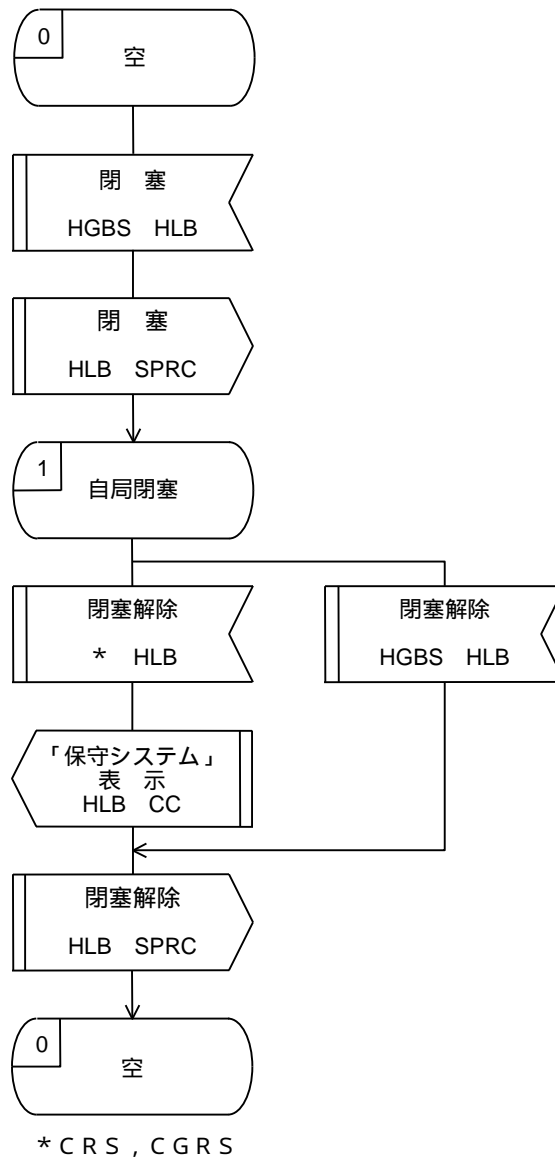 0
空
閉 塞
HGBS HLB
閉 塞
HLB SPRC
1
自局閉塞
閉塞解除
* HLB
閉塞解除
HGBS HLB
「保守システム」
表 示
HLB CC
閉塞解除
HLB SPRC
0
空
*CRS,CGRS